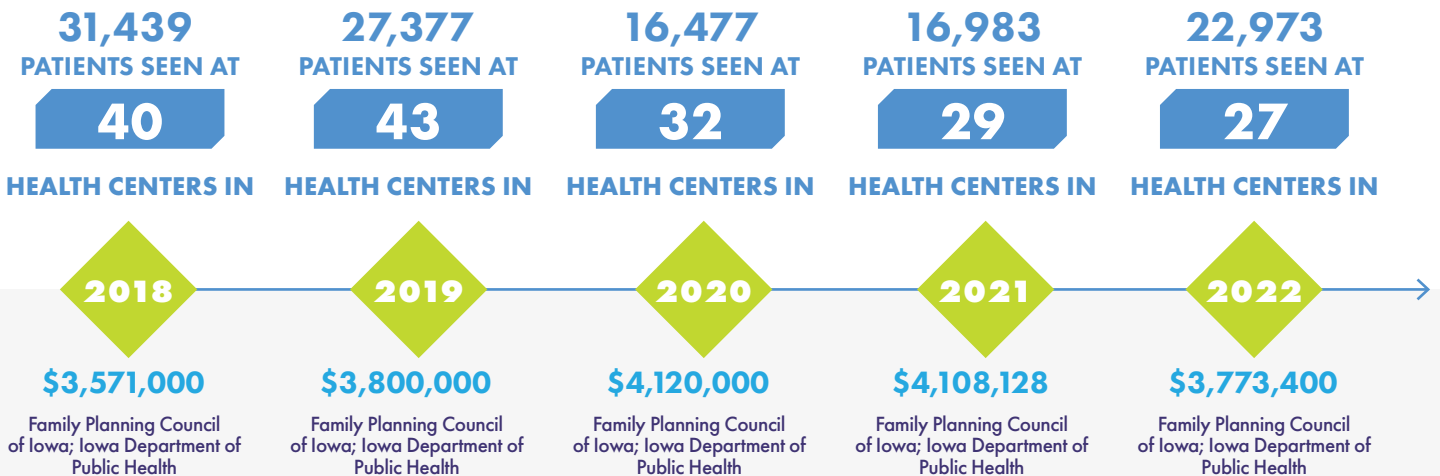 31,439
PATIENTS SEEN AT
40
HEALTH CENTERS IN
2018
$3,571,000
Family Planning Council
of Iowa; Iowa Department of
Public Health
27,377
PATIENTS SEEN AT
43
HEALTH CENTERS IN
2019
$3,800,000
Family Planning Council
of Iowa; Iowa Department of
Public Health
16,477
PATIENTS SEEN AT
32
HEALTH CENTERS IN
2020
$4,120,000
Family Planning Council
of Iowa; Iowa Department of
Public Health
16,983
PATIENTS SEEN AT
29
HEALTH CENTERS IN
2021
$4,108,128
Family Planning Council
of Iowa; Iowa Department of
Public Health
22,973
PATIENTS SEEN AT
27
HEALTH CENTERS IN
2022
$3,773,400
Family Planning Council
of Iowa; Iowa Department of
Public Health